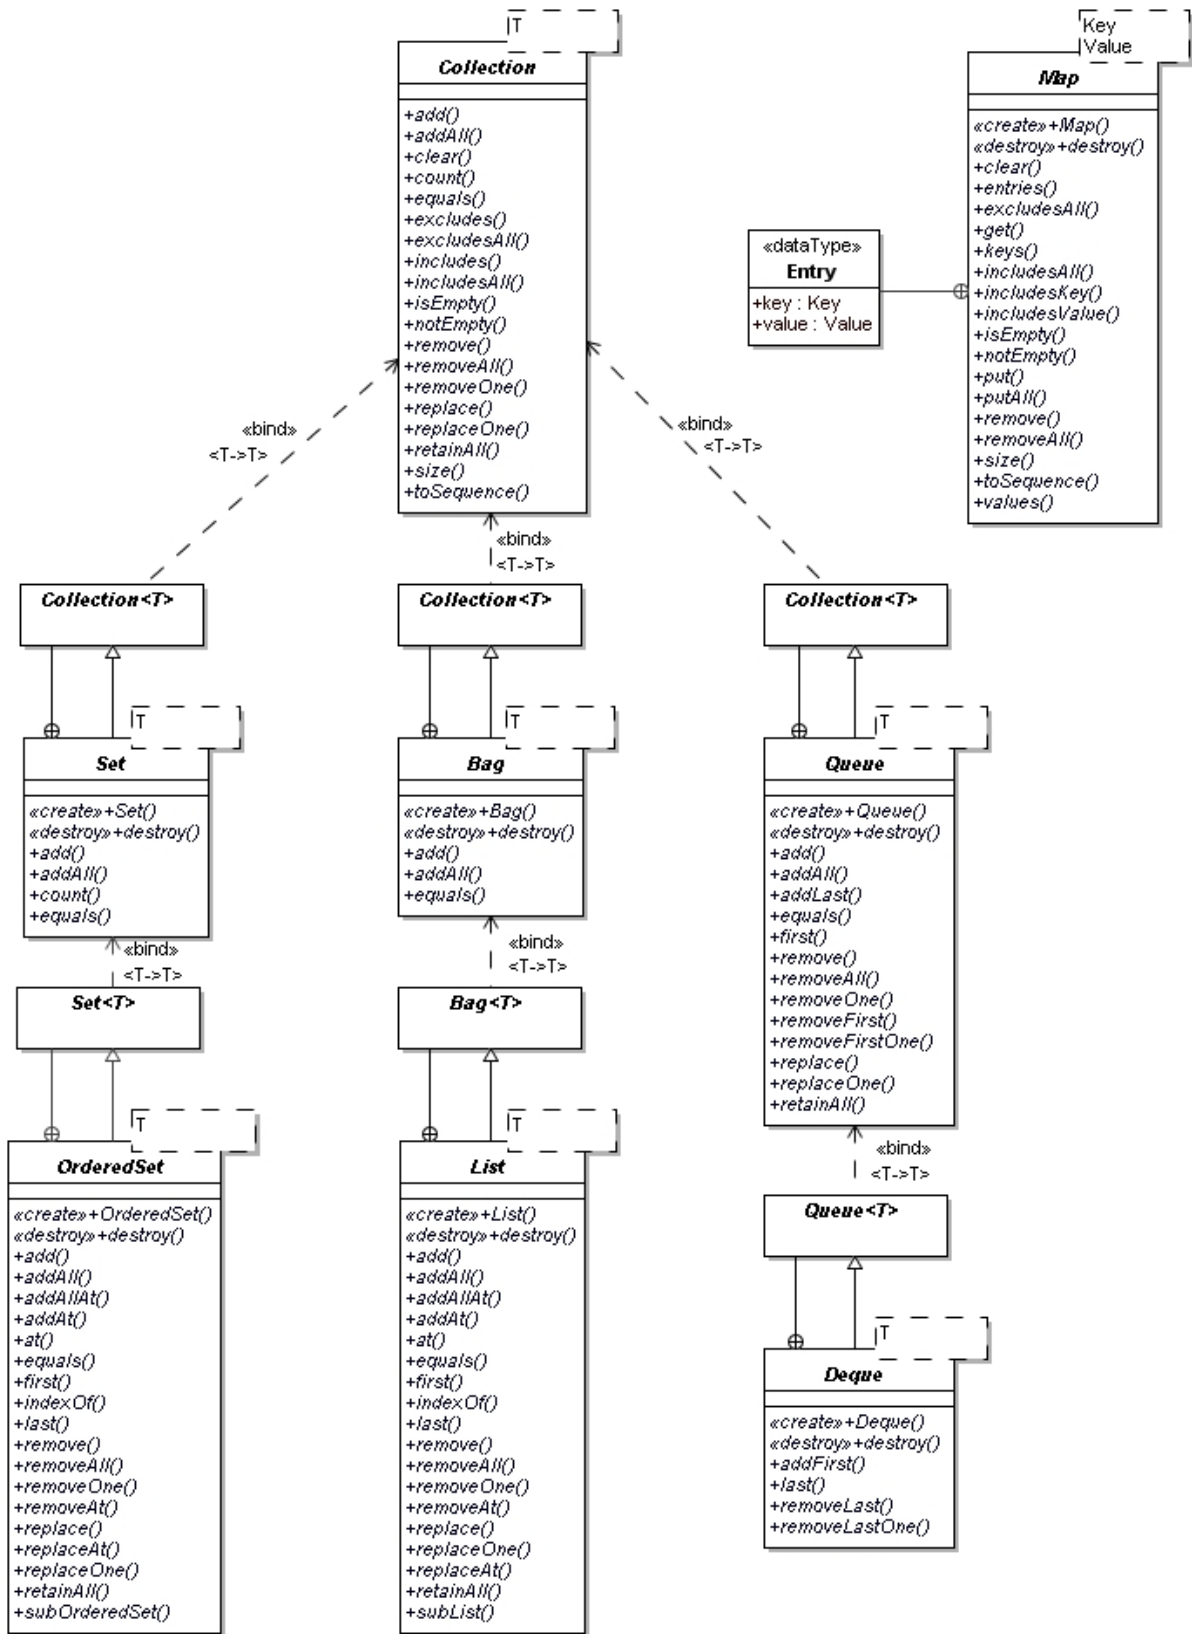 T
Collection
+add()
+addAll()
+clear()
+count()
+equals()
+excludes()
+excludesAll()
+includes()
+includesAll()
+isEmpty()
+notEmpty()
+remove()
+removeAll()
+removeOne()
+replace()
+replaceOne()
+retainAll()
+size()
+toSequence()
Key
Value
Map
«create»+Map()
«destroy»+destroy()
+clear()
+entries()
+excludesAll()
+get()
+keys()
+includesAll()
+includesKey()
+includesValue()
+isEmpty()
+notEmpty()
+put()
+putAll()
+remove()
+removeAll()
+size()
+toSequence()
+values()
«dataType»
Entry
+key : Key
+value : Value
«bind»
<T->T>
«bind»
<T->T>
«bind»
<T->T>
Collection<T>
Collection<T>
Collection<T>
T
Set
«create»+Set()
«destroy»+destroy()
+add()
+addAll()
+count()
+equals()
T
Bag
«create»+Bag()
«destroy»+destroy()
+add()
+addAll()
+equals()
T
Queue
«create»+Queue()
«destroy»+destroy()
+add()
+addAll()
+addLast()
+equals()
+first()
+remove()
+removeAll()
+removeOne()
+removeFirst()
+removeFirstOne()
+replace()
+replaceOne()
+retainAll()
«bind»
<T->T>
«bind»
<T->T>
Set<T>
Bag<T>
T
OrderedSet
«create»+OrderedSet()
«destroy»+destroy()
+add()
+addAll()
+addAllAt()
+addAt()
+at()
+equals()
+first()
+indexOf()
+last()
+remove()
+removeAll()
+removeOne()
+removeAt()
+replace()
+replaceAt()
+replaceOne()
+retainAll()
+subOrderedSet()
T
List
«create»+List()
«destroy»+destroy()
+add()
+addAll()
+addAllAt()
+addAt()
+at()
+equals()
+first()
+indexOf()
+last()
+remove()
+removeAll()
+removeOne()
+removeAt()
+replace()
+replaceOne()
+replaceAt()
+retainAll()
+subList()
«bind»
<T->T>
Queue<T>
T
Deque
«create»+Deque()
«destroy»+destroy()
+addFirst()
+last()
+removeLast()
+removeLastOne()